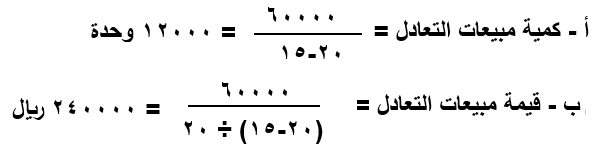 أ - كمية مبيعات التعادل = ٦٠٠٠٠ / ٢٠-١٥ = ١٢٠٠٠ وحدة
ب - قيمة مبيعات التعادل = ٦٠٠٠٠ / (٢٠-١٥) ÷ ٢٠ = ٢٤٠٠٠٠ ريال